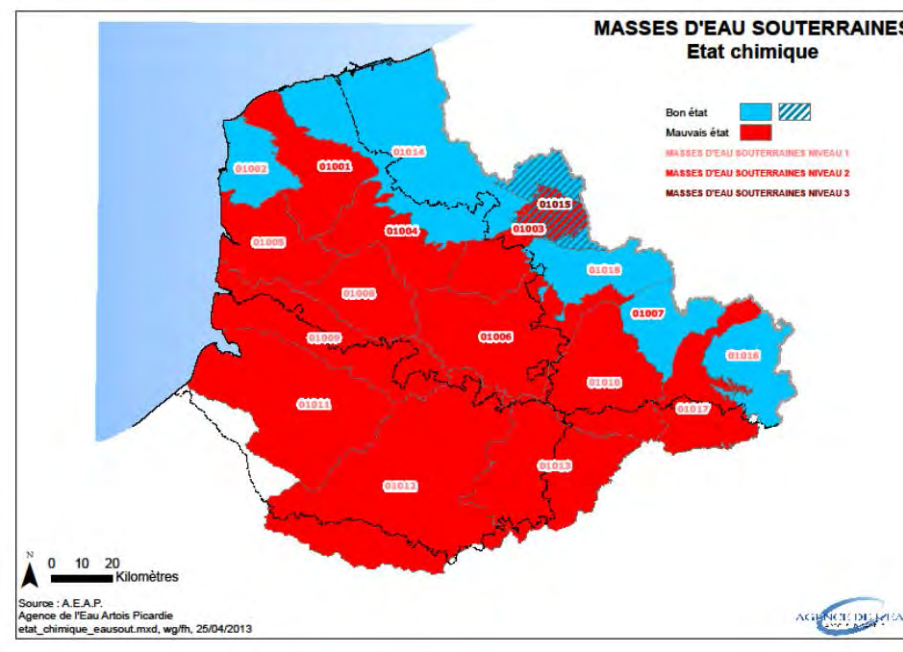 MASSES D'EAU SOUTERRAINES
Etat chimique
Bon état
Mauvais état
MASSES D'EAU SOUTERRAINES NIVEAU 1
MASSES D'EAU SOUTERRAINES NIVEAU 2
MASSES D'EAU SOUTERRAINES NIVEAU 3
01014
01002
01001
01015
01004
01003
01005
01018
01008
01007
01009
01006
01016
01010
01011
01017
01013
01012
N
0 10 20
Kilomètres
Source : A.E.A.P.
Agence de l'Eau Artois Picardie
etat_chimique_eausout.mxd, wg/fh, 25/04/2013
AGENCE DE L'EAU